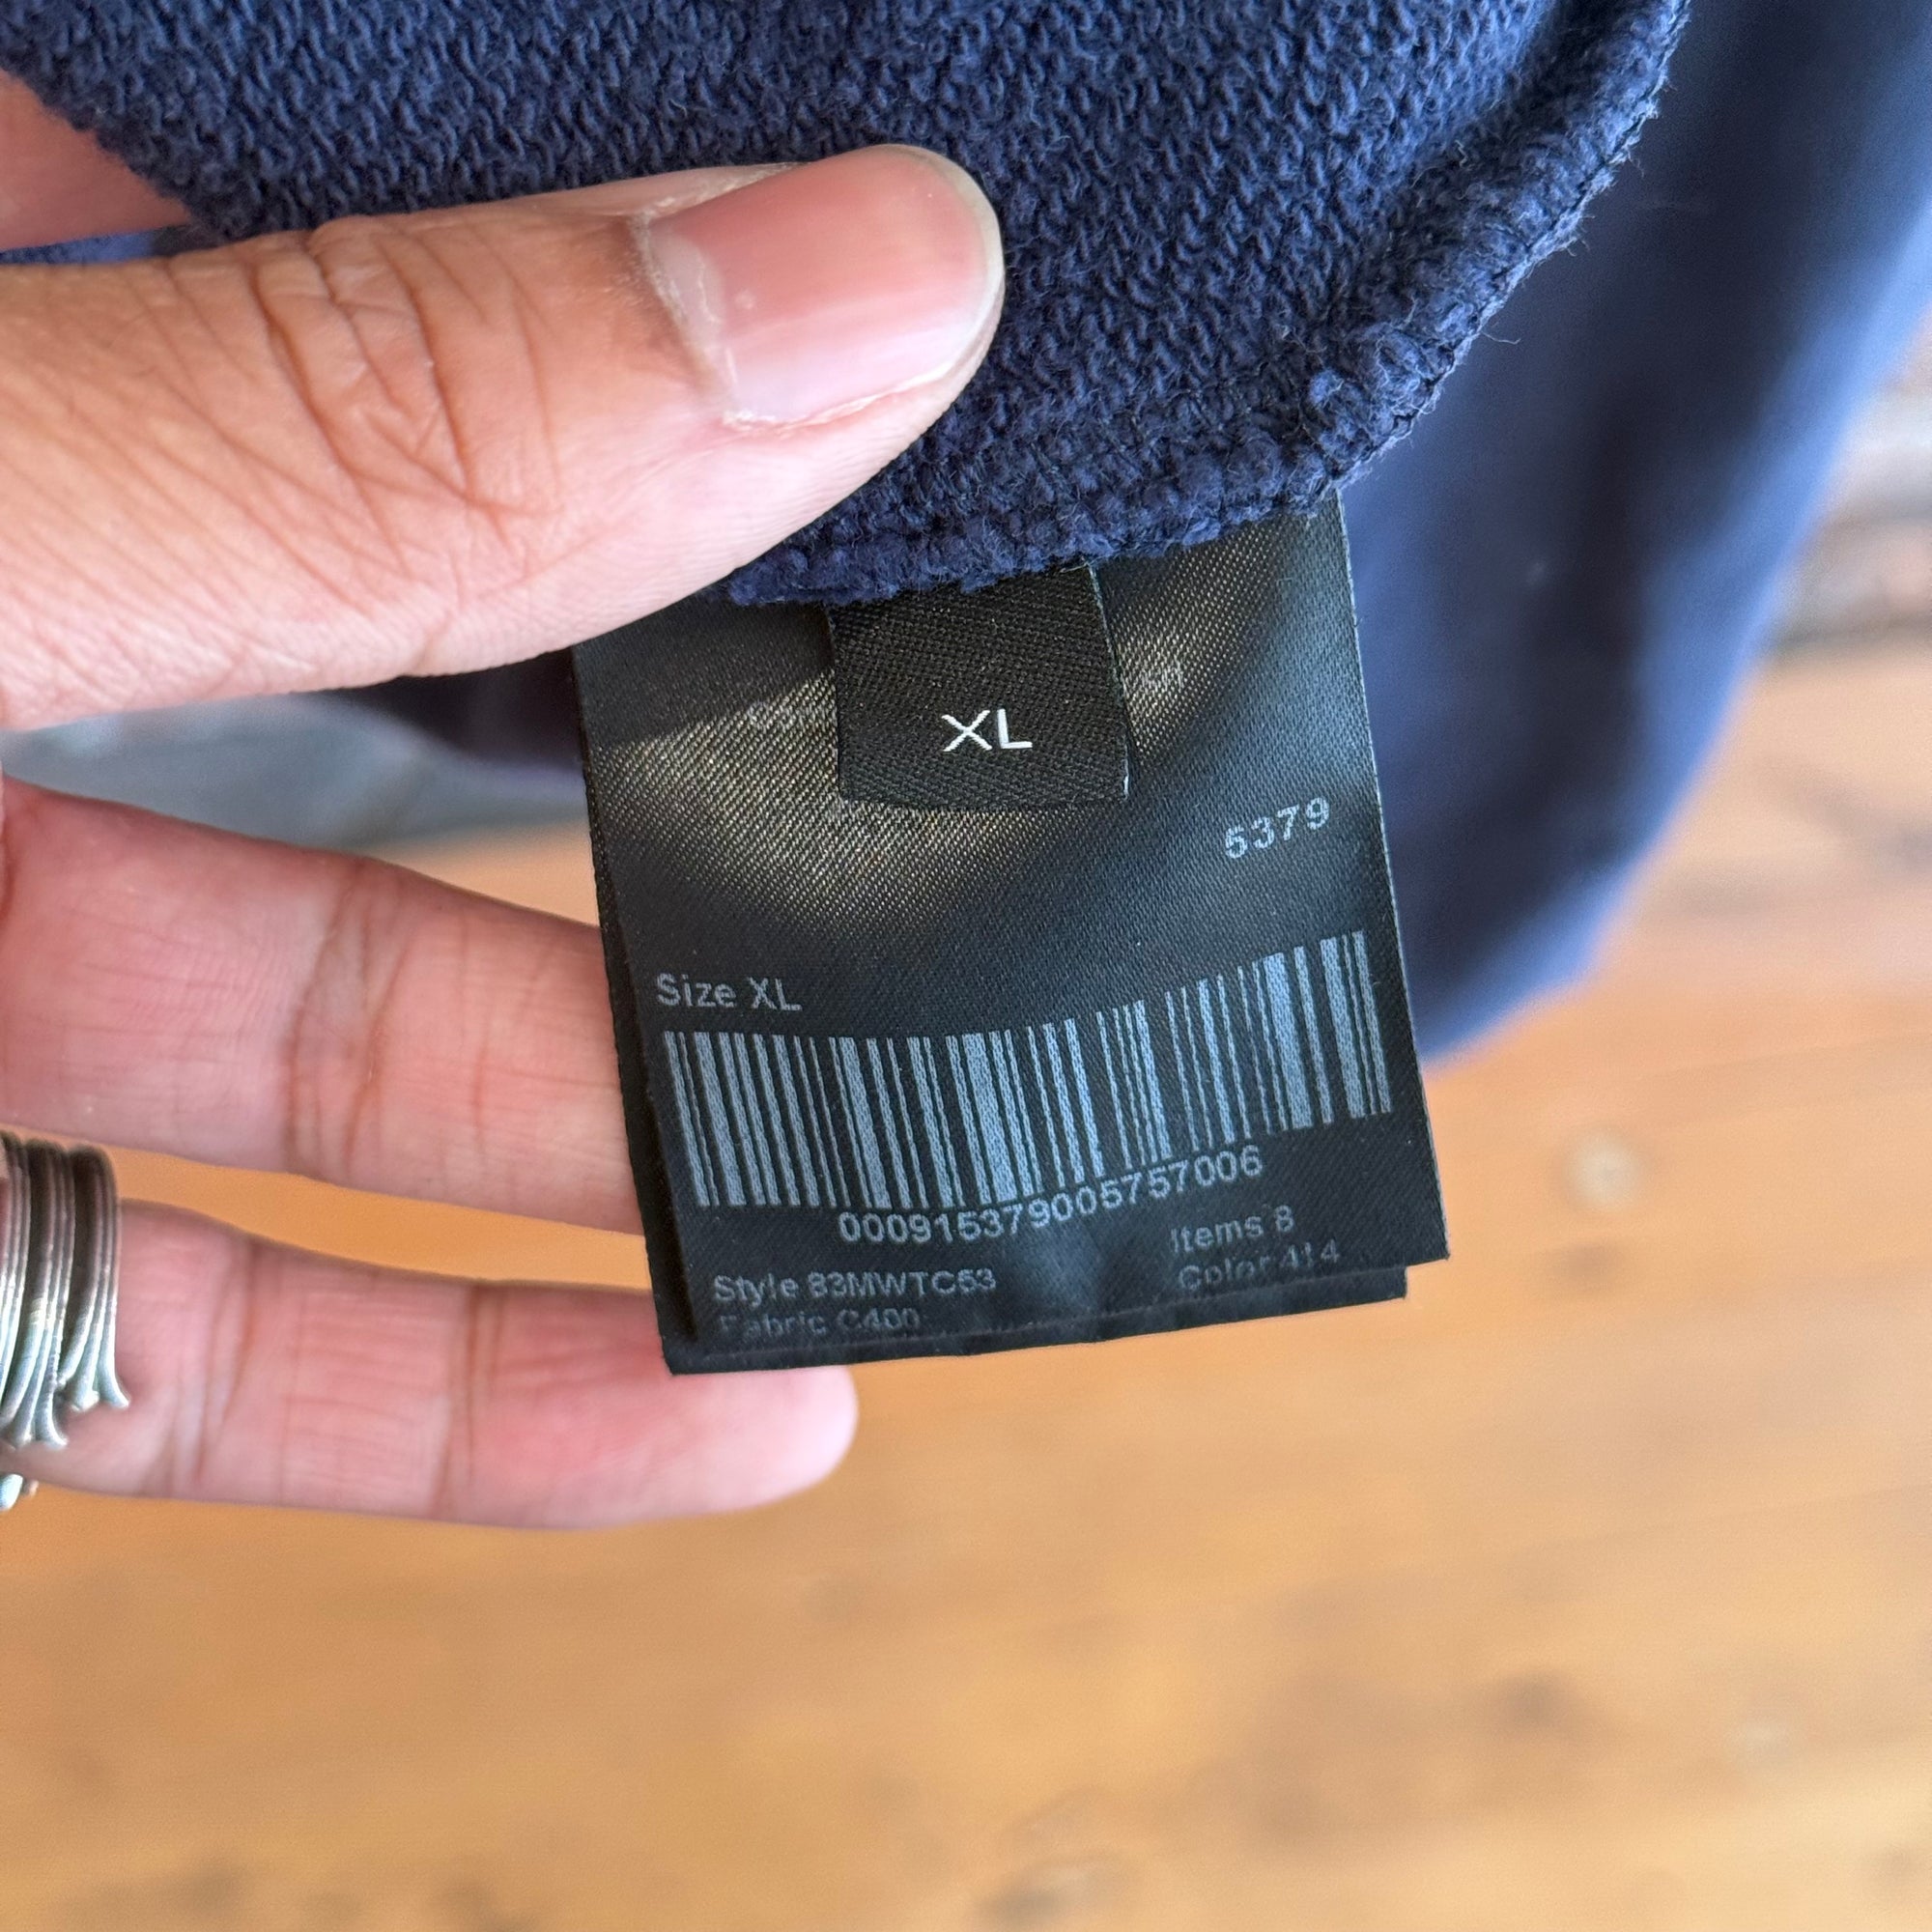 XL
5379
Size XL
000915379005757006
Items 8
Style 83MWTC53
Color 414
Fabric C400